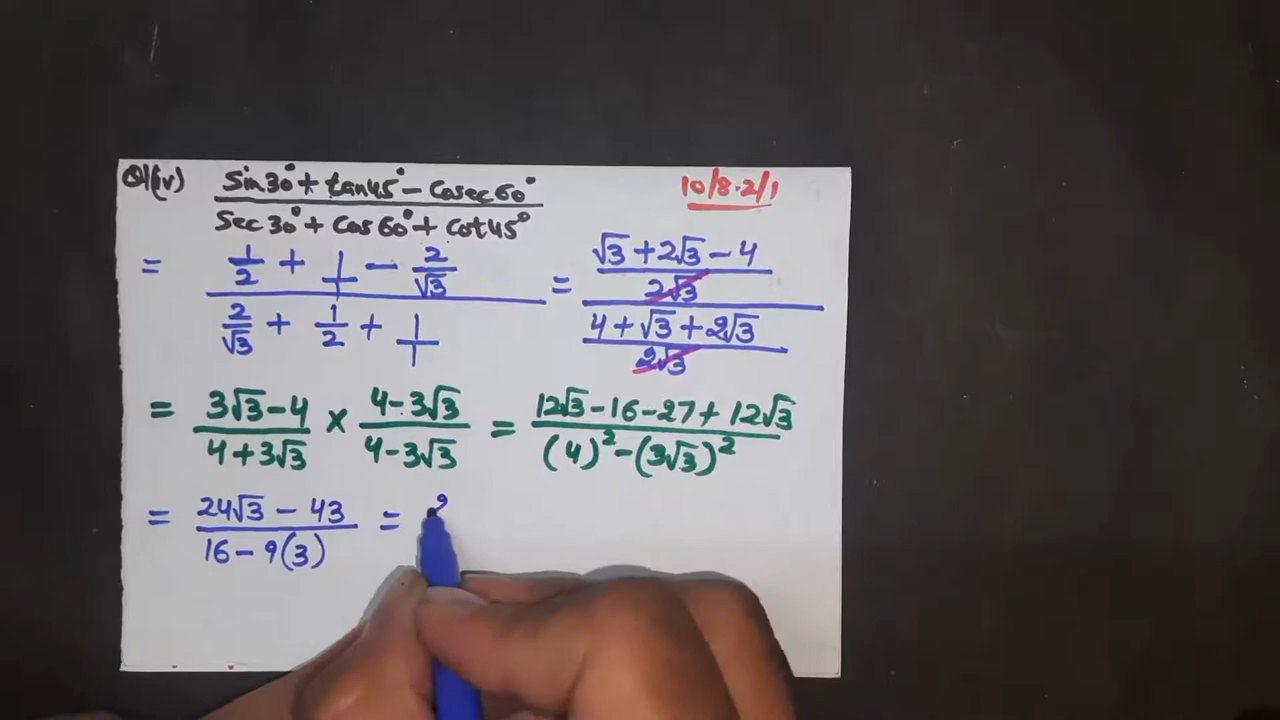 Q1(iv) sin30° + tan45° - cosec60° 10/8.2/1
sec30° + cos60° + cot45°
= 1/2 + 1/1 - 2/√3 = √3 + 2√3 - 4
2√3
2/√3 + 1/2 + 1/1 4 + √3 + 2√3
2√3
= 3√3-4 × 4-3√3 = 12√3-16-27+12√3
4+3√3 4-3√3 (4)² - (3√3)²
= 24√3 - 43 =
16 - 9(3)